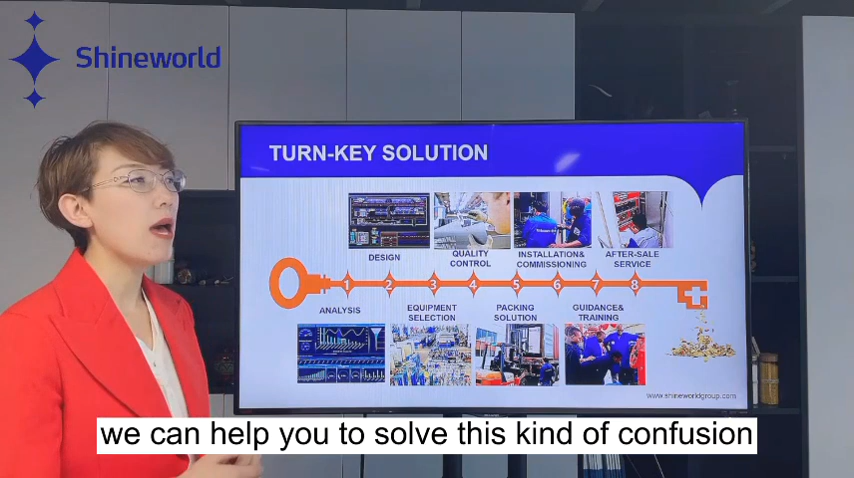 Shineworld
TURN-KEY SOLUTION
DESIGN
QUALITY
CONTROL
INSTALLATION&
COMMISSIONING
AFTER-SALE
SERVICE
1 2 3 4 5 6 7 8
ANALYSIS
EQUIPMENT
SELECTION
PACKING
SOLUTION
GUIDANCE&
TRAINING
www.shineworldgroup.com
we can help you to solve this kind of confusion